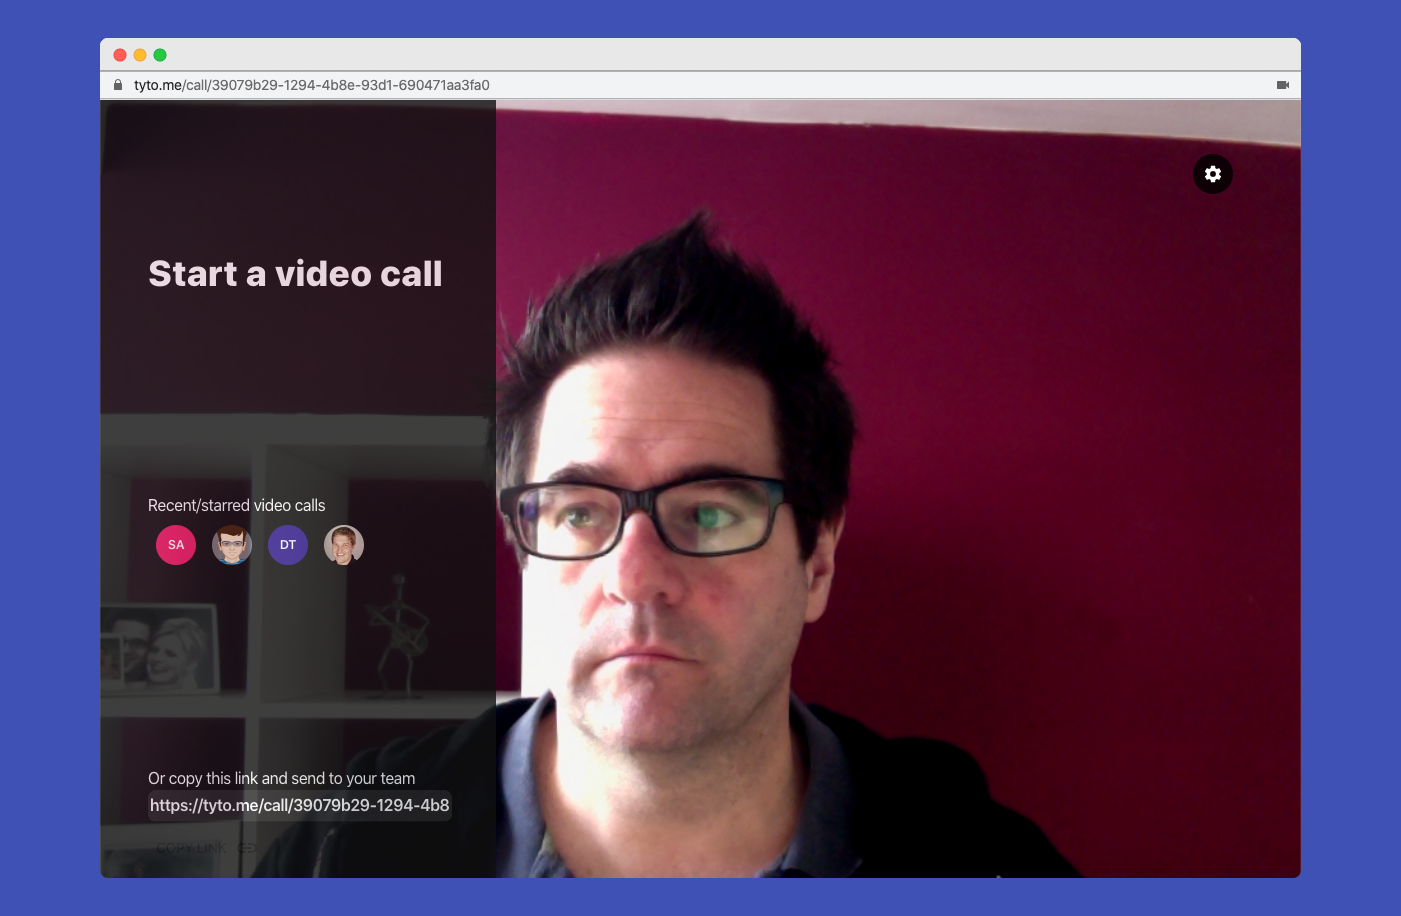 tyto.me/call/39079b29-1294-4b8e-93d1-690471aa3fa0
Start a video call
Recent/starred video calls
SA DT
Or copy this link and send to your team
https://tyto.me/call/39079b29-1294-4b8
COPY LINK